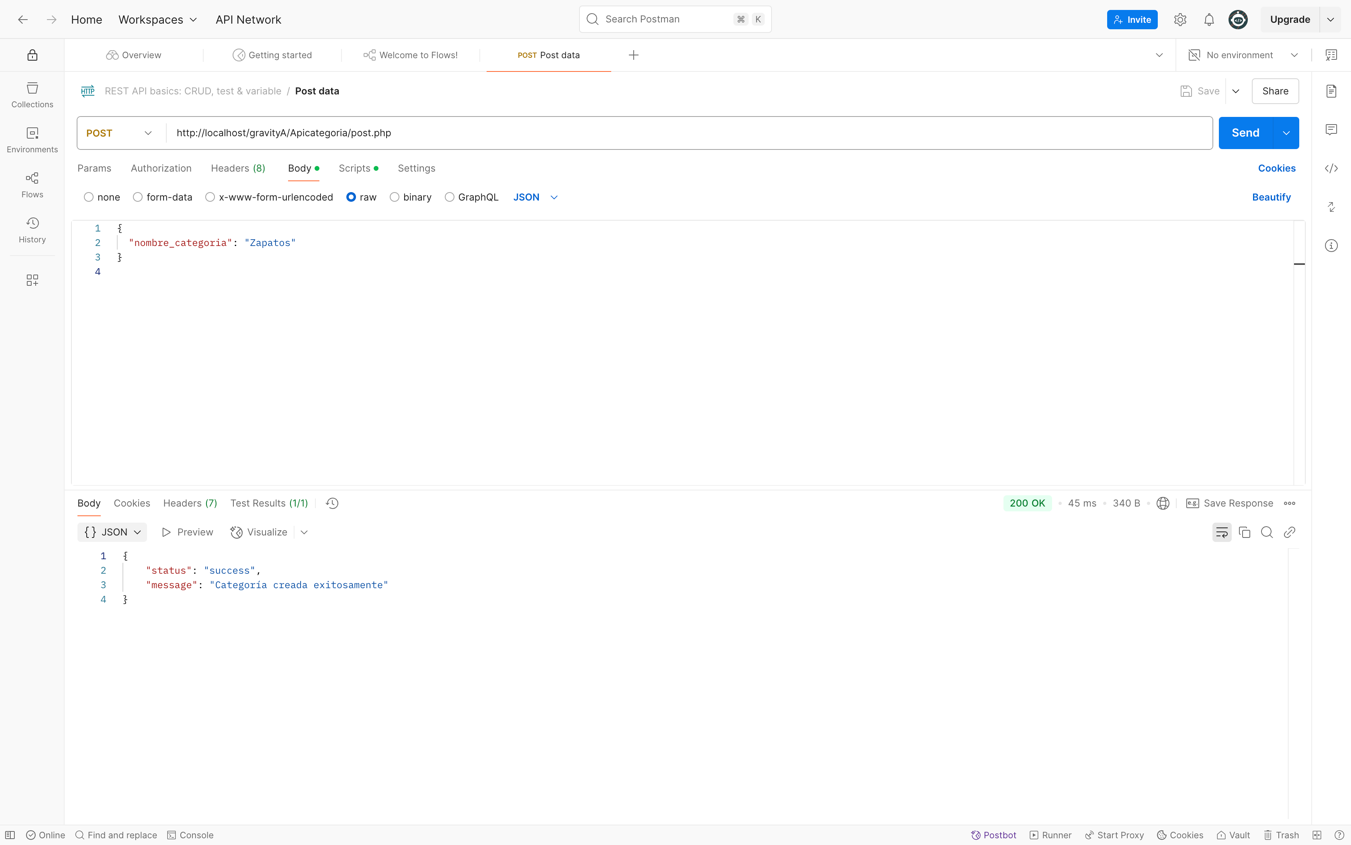 Home Workspaces API Network Search Postman ⌘ K Invite Upgrade
Overview Getting started Welcome to Flows! POST Post data No environment
HTTP REST API basics: CRUD, test & variable / Post data Save Share
Collections
POST http://localhost/gravityA/Apicategoria/post.php Send
Environments
Params Authorization Headers (8) Body Scripts Settings Cookies
Flows
none form-data x-www-form-urlencoded raw binary GraphQL JSON Beautify
History
1 {
2 "nombre_categoria": "Zapatos"
3 }
4
Body Cookies Headers (7) Test Results (1/1) 200 OK 45 ms 340 B e.g. Save Response
{} JSON Preview Visualize
1 {
2 "status": "success",
3 "message": "Categoría creada exitosamente"
4 }
Online Find and replace Console Postbot Runner Start Proxy Cookies Vault Trash